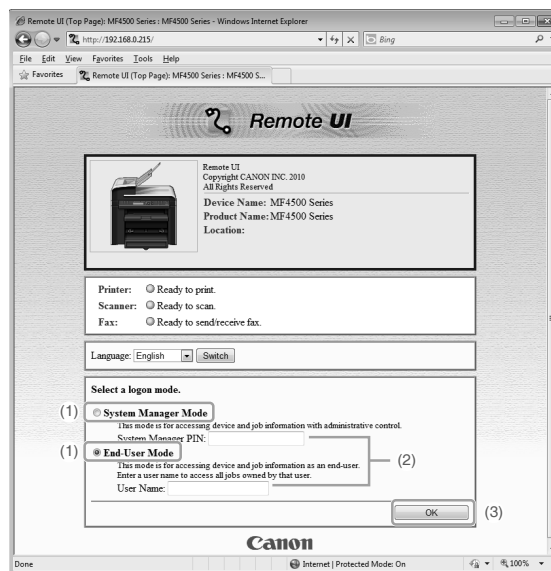 Remote UI (Top Page): MF4500 Series : MF4500 Series - Windows Internet Explorer
http://192.168.0.215/
Bing
File Edit View Favorites Tools Help
Favorites
Remote UI (Top Page): MF4500 Series : MF4500 S...
Remote UI
Remote UI
Copyright CANON INC. 2010
All Rights Reserved
Device Name: MF4500 Series
Product Name: MF4500 Series
Location:
Printer: Ready to print.
Scanner: Ready to scan.
Fax: Ready to send/receive fax.
Language: English Switch
Select a logon mode.
(1) System Manager Mode
This mode is for accessing device and job information with administrative control.
System Manager PIN:
(1) End-User Mode
(2)
This mode is for accessing device and job information as an end-user.
Enter a user name to access all jobs owned by that user.
User Name:
OK (3)
Canon
Done
Internet | Protected Mode: On
100%